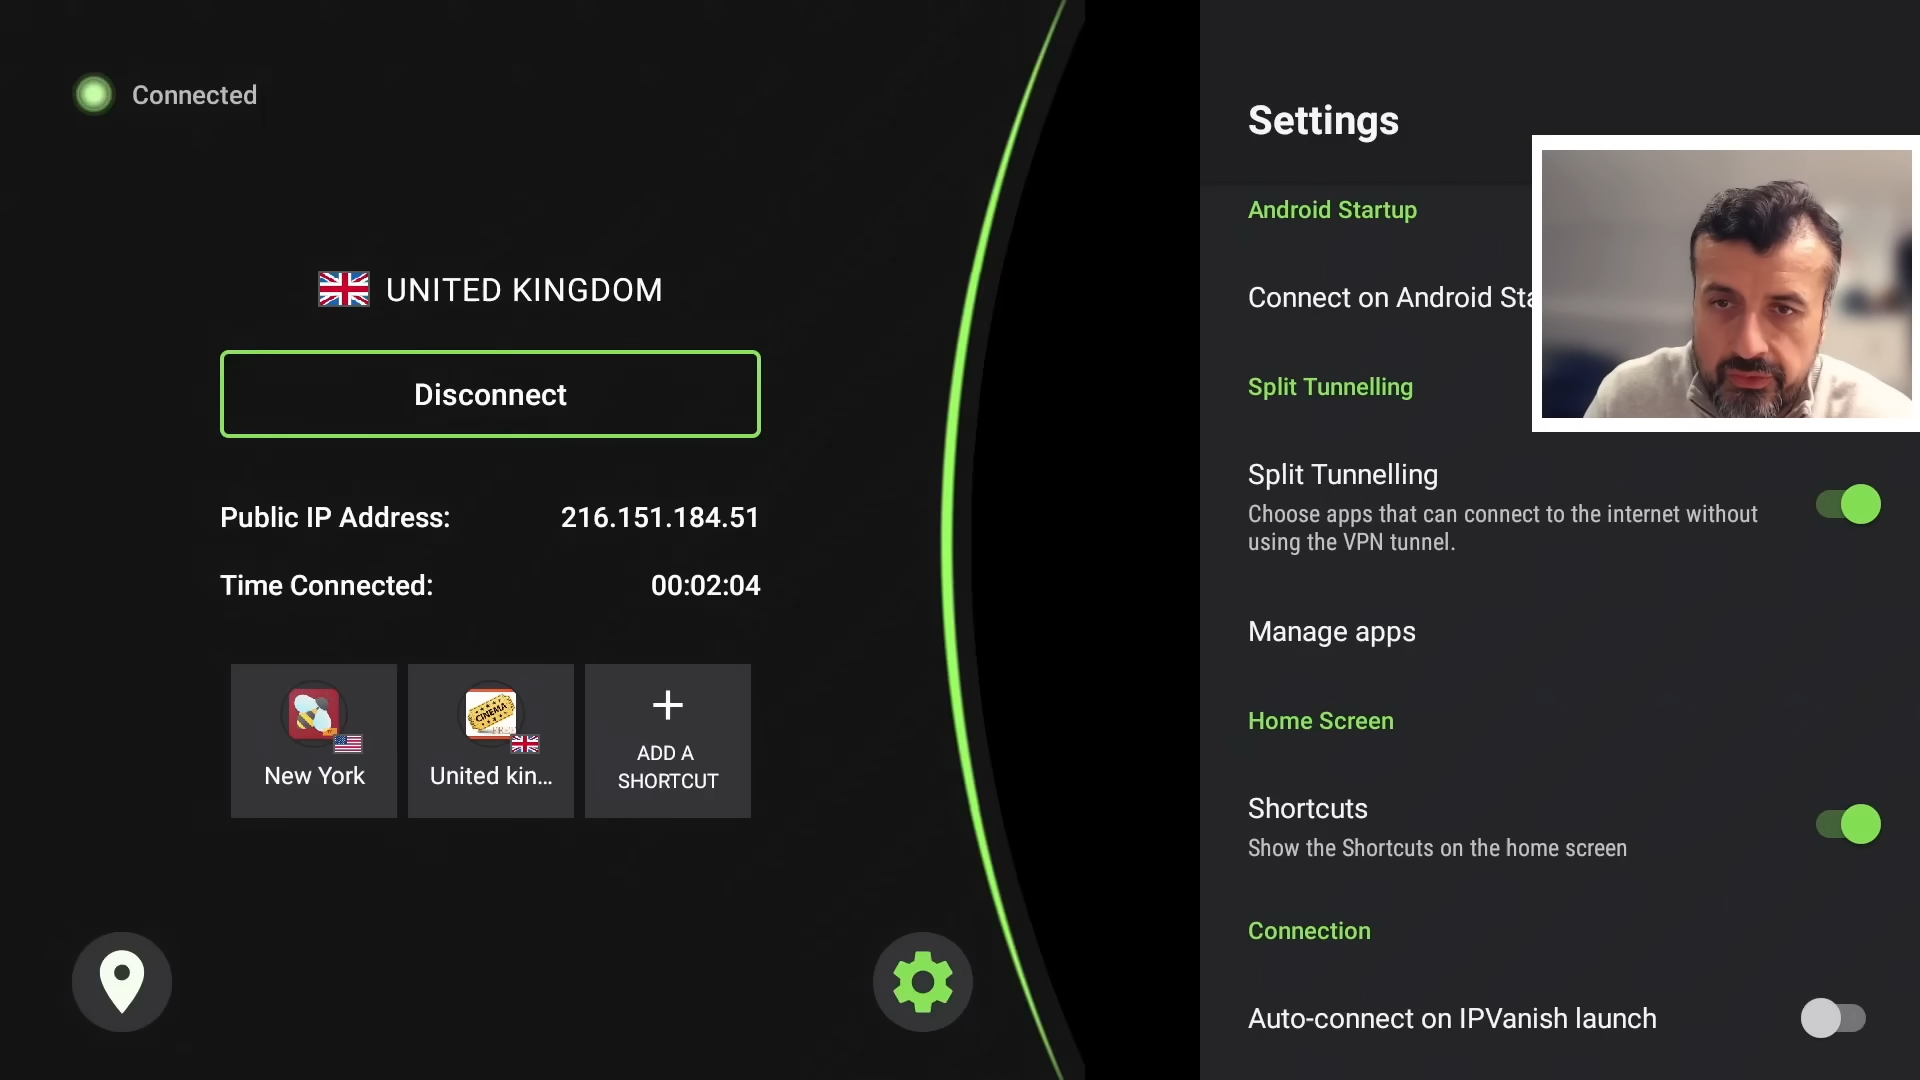 Connected
UNITED KINGDOM
Disconnect
Public IP Address: 216.151.184.51
Time Connected: 00:02:04
New York
CINEMA
United kin...
ADD A
SHORTCUT
Settings
Android Startup
Connect on Android Sta
Split Tunnelling
Split Tunnelling
Choose apps that can connect to the internet without
using the VPN tunnel.
Manage apps
Home Screen
Shortcuts
Show the Shortcuts on the home screen
Connection
Auto-connect on IPVanish launch